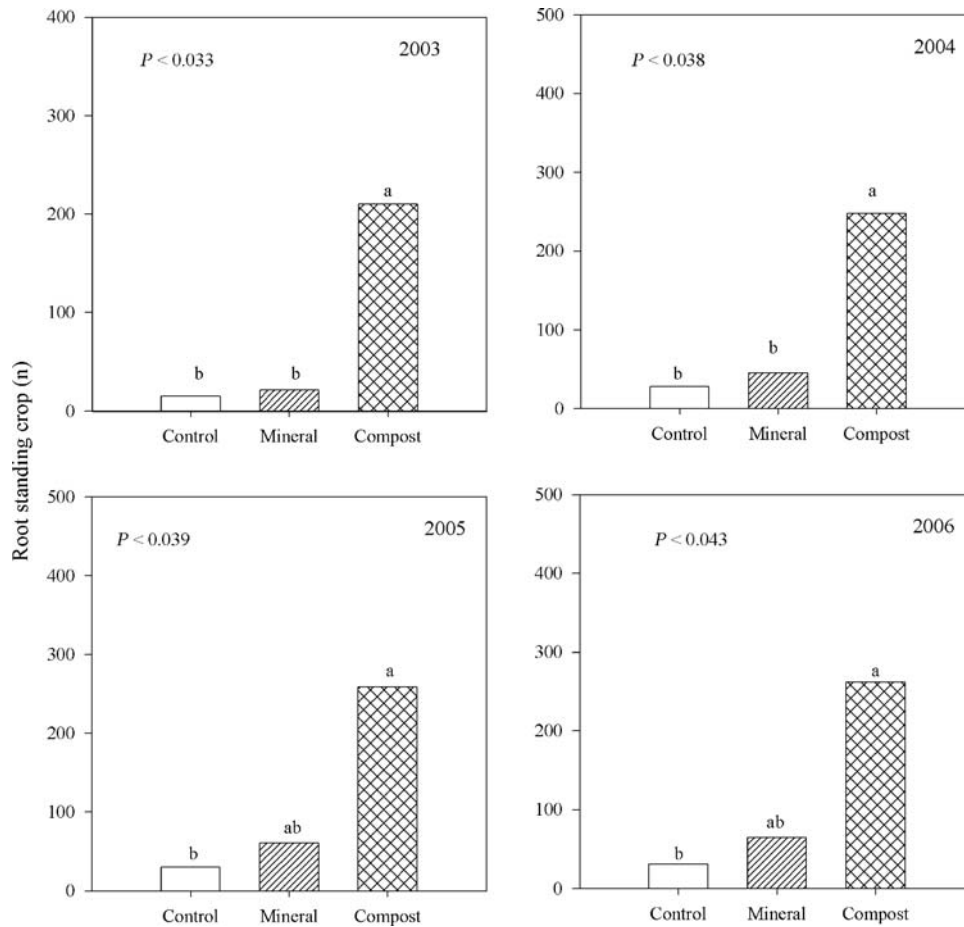 Root standing crop (n)
400
300
200
100
0
P < 0.033
2003
b
b
a
Control
Mineral
Compost
500
400
300
200
100
0
P < 0.038
2004
b
b
a
Control
Mineral
Compost
500
400
300
200
100
0
P < 0.039
2005
b
ab
a
Control
Mineral
Compost
500
400
300
200
100
0
P < 0.043
2006
b
ab
a
Control
Mineral
Compost